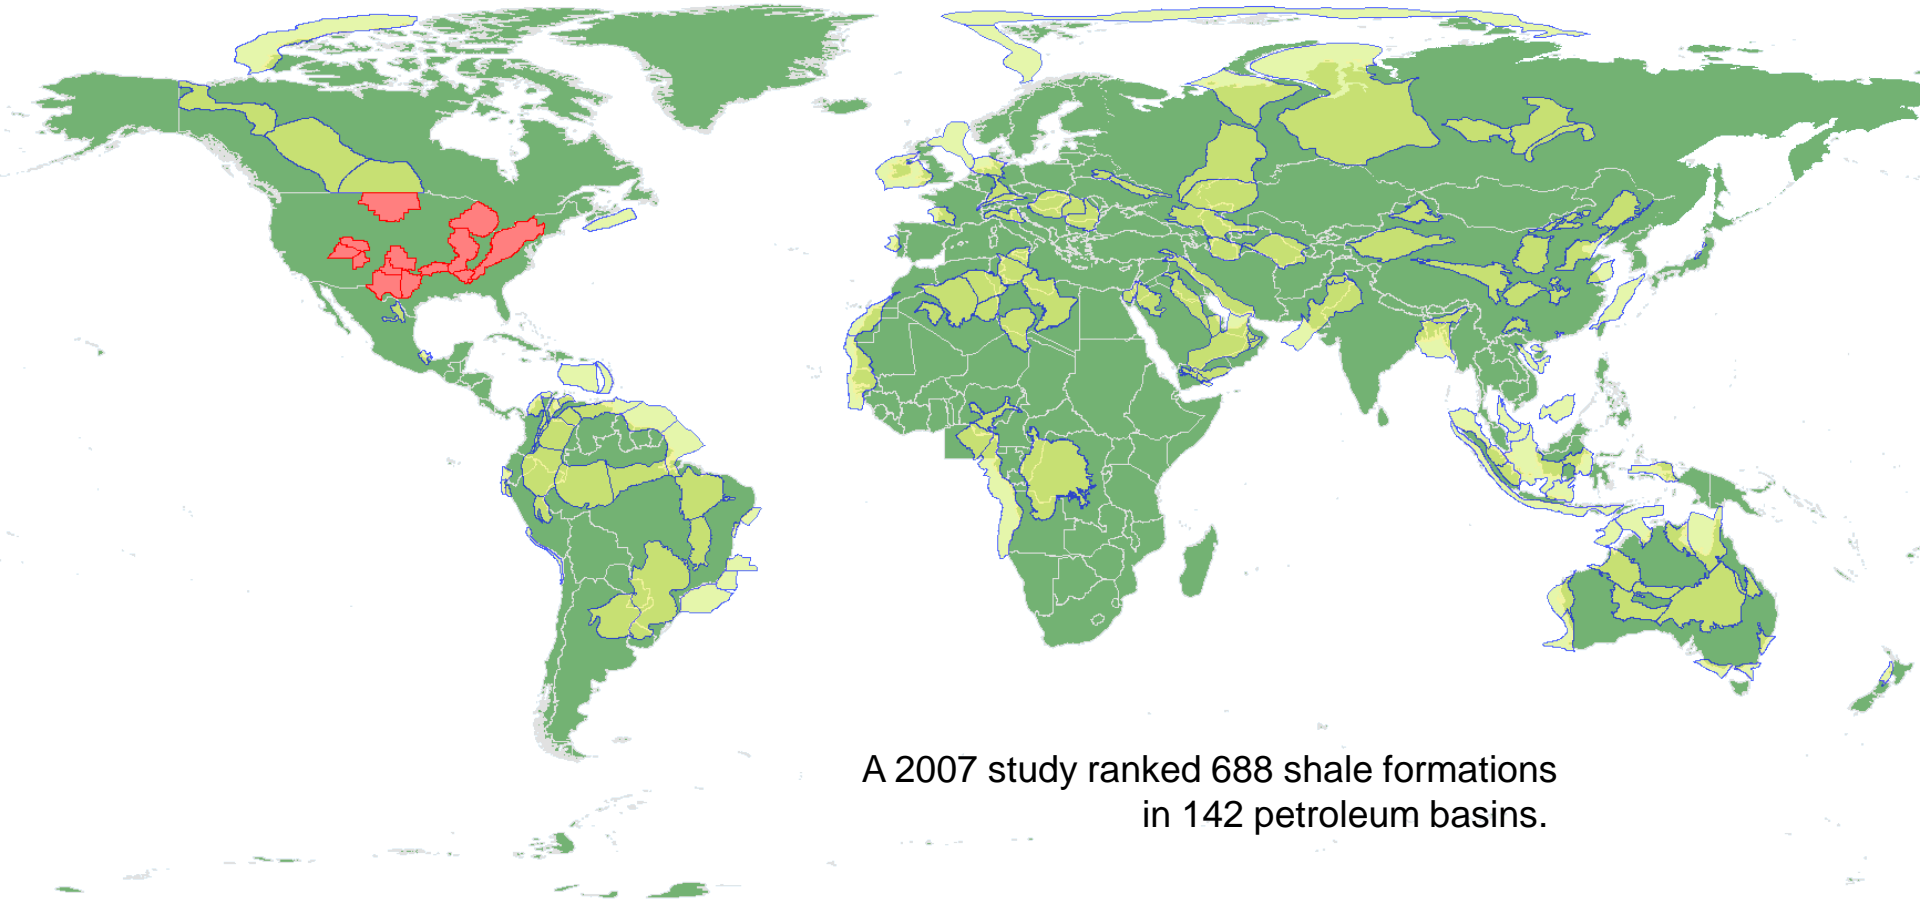 A 2007 study ranked 688 shale formations
in 142 petroleum basins.